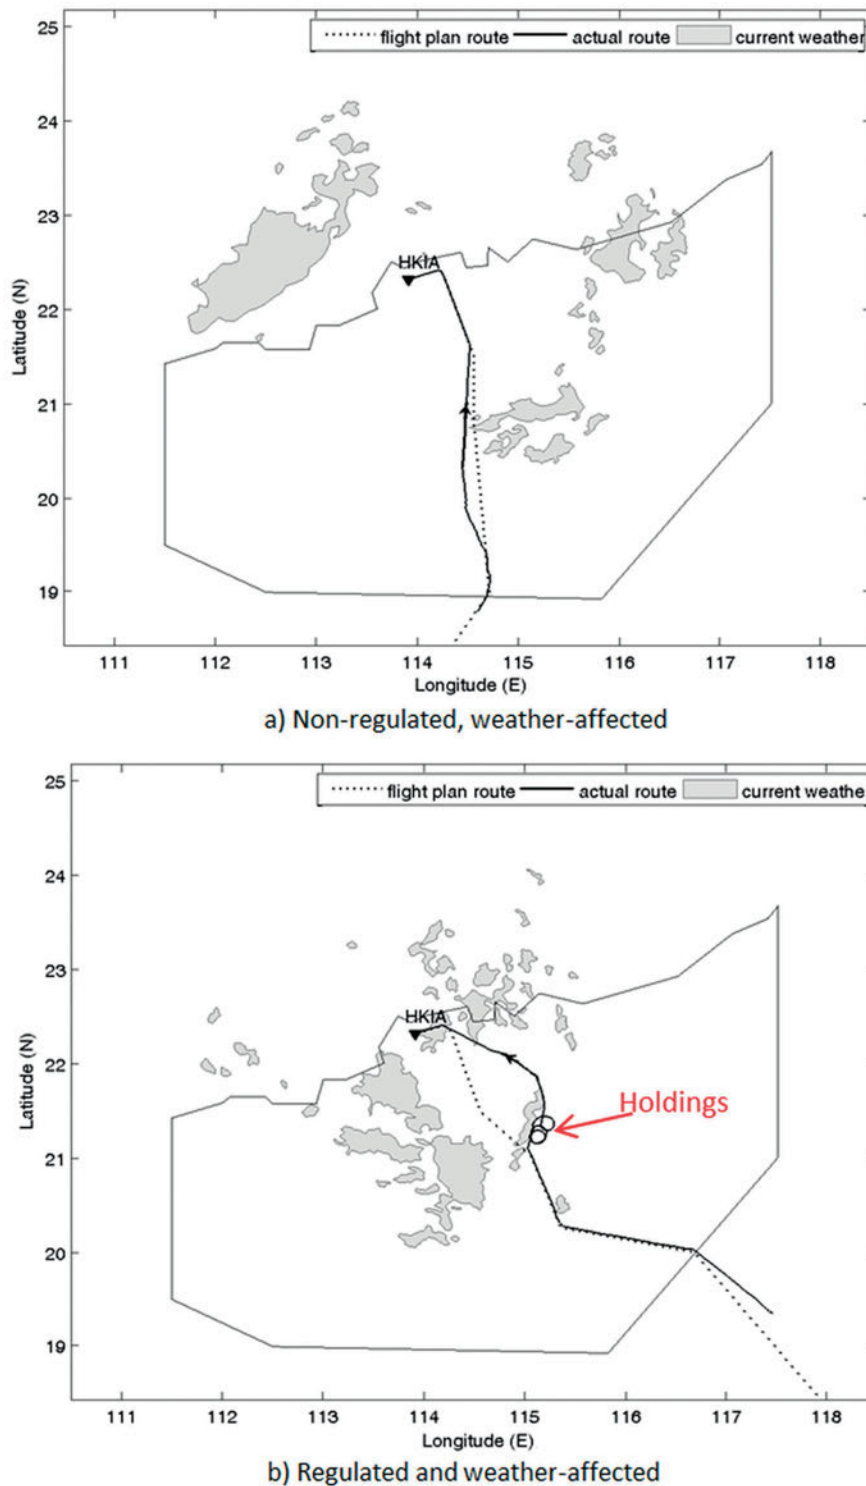 flight plan route actual route current weather
25
24
23
22
21
20
19
Latitude (N)
HKIA
111 112 113 114 115 116 117 118
Longitude (E)
a) Non-regulated, weather-affected
flight plan route actual route current weather
25
24
23
22
21
20
19
Latitude (N)
HKIA
Holdings
111 112 113 114 115 116 117 118
Longitude (E)
b) Regulated and weather-affected